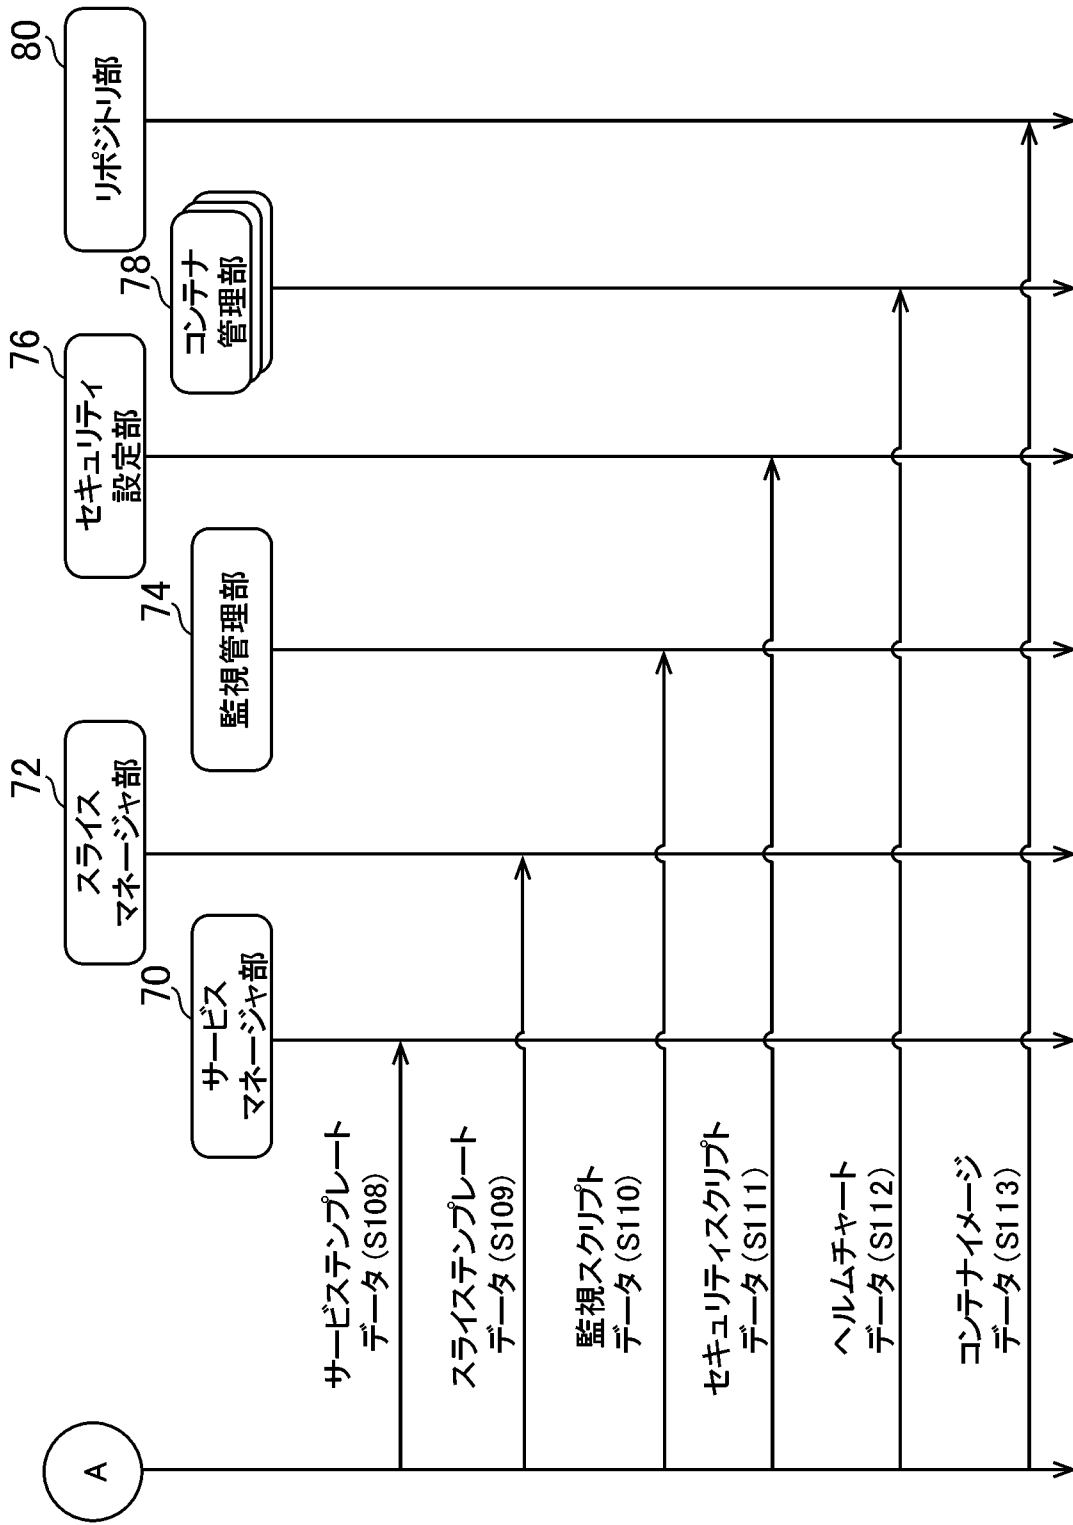 A
70
サービス
マネージャ部
72
スライス
マネージャ部
74
監視管理部
76
セキュリティ
設定部
78
コンテナ
管理部
80
リポジトリ部
サービステンプレート
データ(S108)
スライステンプレート
データ(S109)
監視スクリプト
データ(S110)
セキュリティスクリプト
データ(S111)
ヘルムチャート
データ(S112)
コンテナイメージ
データ(S113)